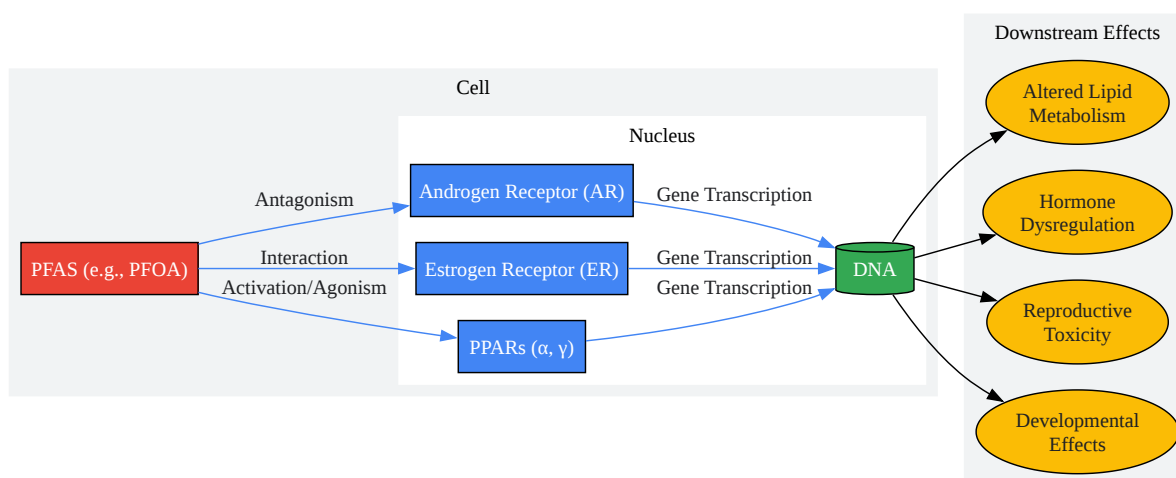 Downstream Effects
Cell
Nucleus
Altered Lipid
Metabolism
Antagonism
Androgen Receptor (AR)
Gene Transcription
Hormone
Dysregulation
PFAS (e.g., PFOA)
Interaction
Estrogen Receptor (ER)
Gene Transcription
DNA
Activation/Agonism
Gene Transcription
Reproductive
Toxicity
PPARs (α, γ)
Developmental
Effects